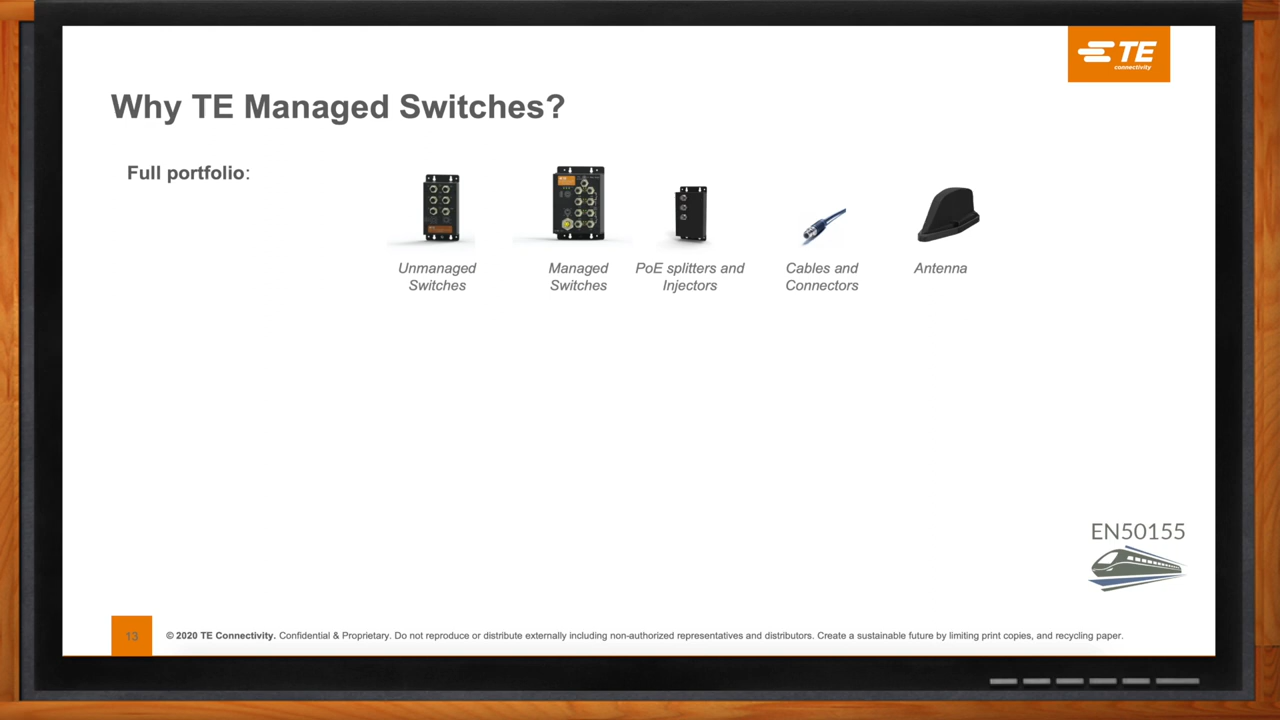 TE
connectivity
Why TE Managed Switches?
Full portfolio:
Unmanaged
Switches
Managed
Switches
PoE splitters and
Injectors
Cables and
Connectors
Antenna
EN50155
13
© 2020 TE Connectivity. Confidential & Proprietary. Do not reproduce or distribute externally including non-authorized representatives and distributors. Create a sustainable future by limiting print copies, and recycling paper.